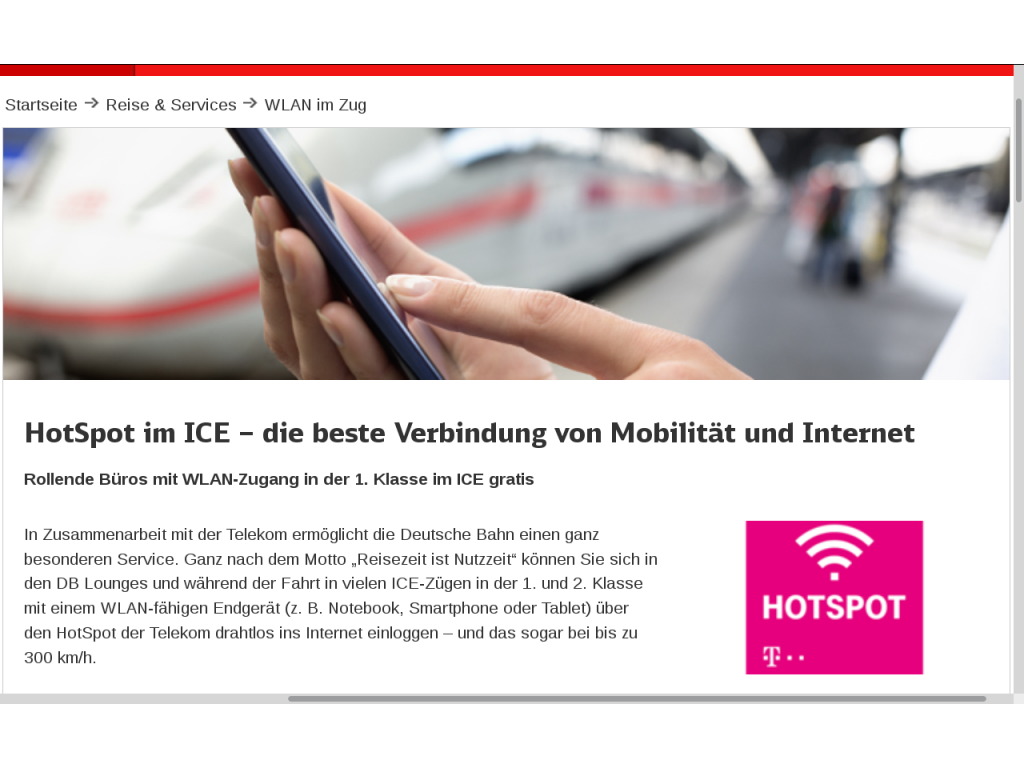 Startseite → Reise & Services → WLAN im Zug
HotSpot im ICE – die beste Verbindung von Mobilität und Internet
Rollende Büros mit WLAN-Zugang in der 1. Klasse im ICE gratis
In Zusammenarbeit mit der Telekom ermöglicht die Deutsche Bahn einen ganz
besonderen Service. Ganz nach dem Motto „Reisezeit ist Nutzzeit“ können Sie sich in
den DB Lounges und während der Fahrt in vielen ICE-Zügen in der 1. und 2. Klasse
mit einem WLAN-fähigen Endgerät (z. B. Notebook, Smartphone oder Tablet) über
den HotSpot der Telekom drahtlos ins Internet einloggen – und das sogar bei bis zu
300 km/h.
HOTSPOT
T